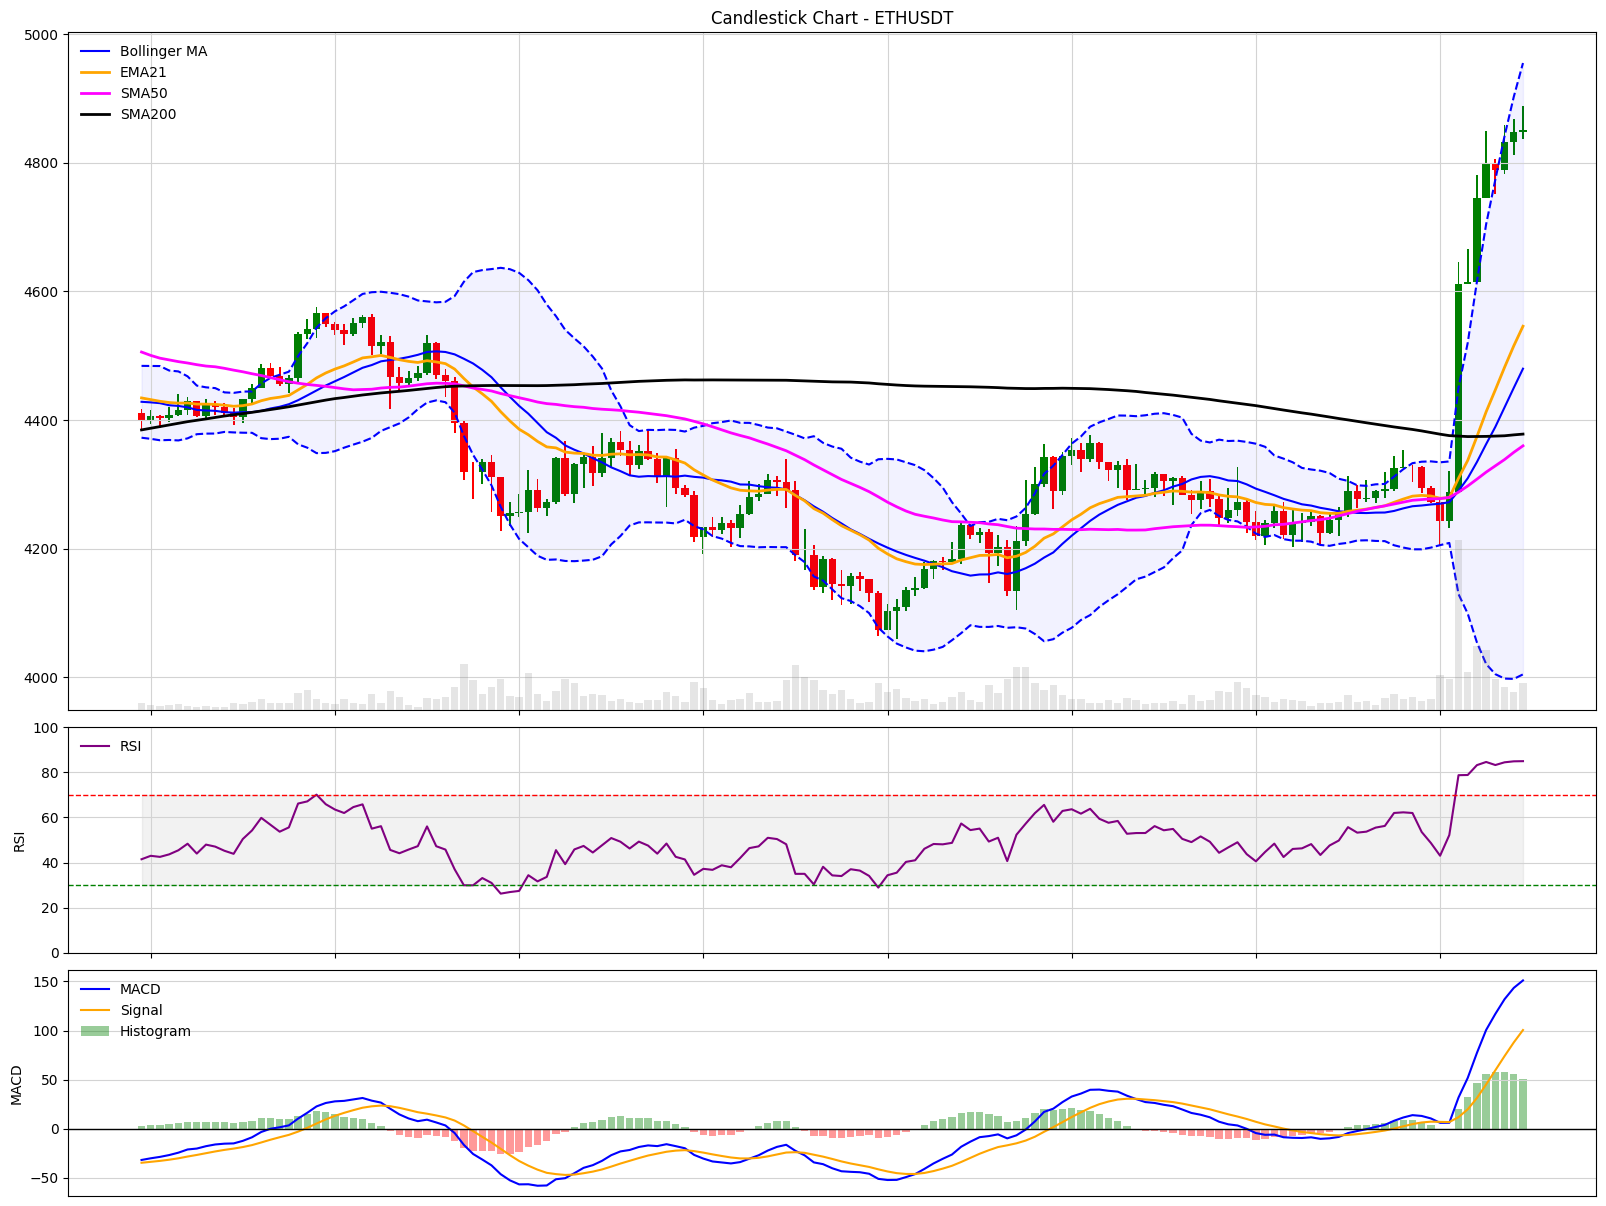 Candlestick Chart - ETHUSDT
5000
4800
4600
4400
4200
4000
Bollinger MA
EMA21
SMA50
SMA200
100
80
60
40
20
0
RSI
RSI
150
100
50
0
−50
MACD
MACD
Signal
Histogram